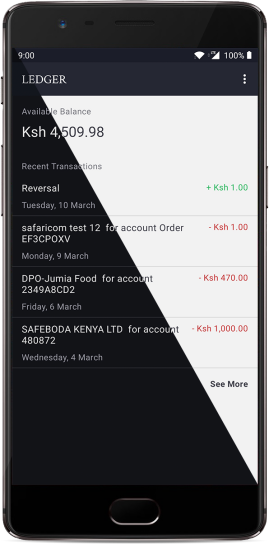 9:00
100%
LEDGER
Available Balance
Ksh 4,509.98
Recent Transactions
Reversal
+ Ksh 1.00
Tuesday, 10 March
safaricom test 12 for account Order
- Ksh 1.00
EF3CPOXV
Monday, 9 March
DPO-Jumia Food for account
- Ksh 470.00
2349A8CD2
Friday, 6 March
SAFEBODA KENYA LTD for account
- Ksh 1,000.00
480872
Wednesday, 4 March
See More